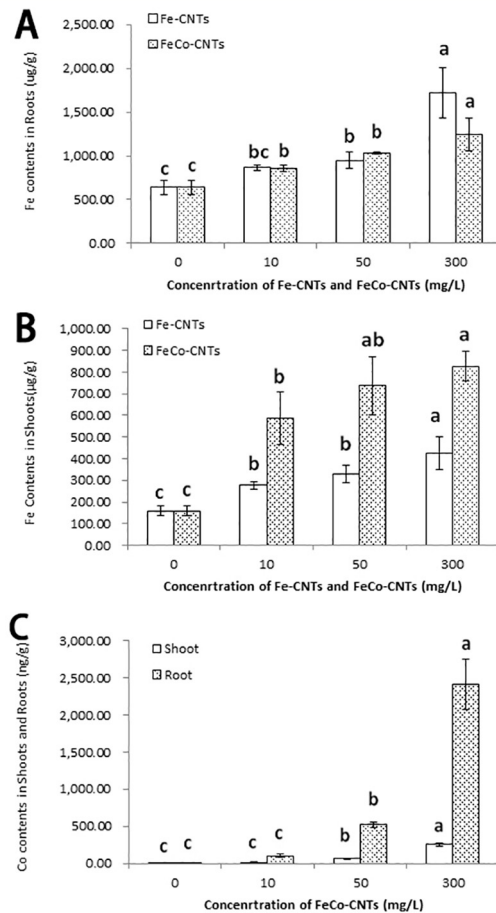 A
Fe-CNTs
FeCo-CNTs
Fe contents in Roots (ug/g)
2,500.00
2,000.00
1,500.00
1,000.00
500.00
0.00
c c
bc b
b b
a
a
0 10 50 300
Concenrtration of Fe-CNTs and FeCo-CNTs (mg/L)
B
Fe-CNTs
FeCo-CNTs
Fe Contents in Shoots(µg/g)
1,000.00
900.00
800.00
700.00
600.00
500.00
400.00
300.00
200.00
100.00
0.00
c c
b
b
b
ab
a
a
0 10 50 300
Concenrtration of Fe-CNTs and FeCo-CNTs (mg/L)
C
Shoot
Root
Co contents in Shoots and Roots (ng/g)
3,000.00
2,500.00
2,000.00
1,500.00
1,000.00
500.00
0.00
c c
c c
b
b
a
a
0 10 50 300
Concenrtration of FeCo-CNTs (mg/L)